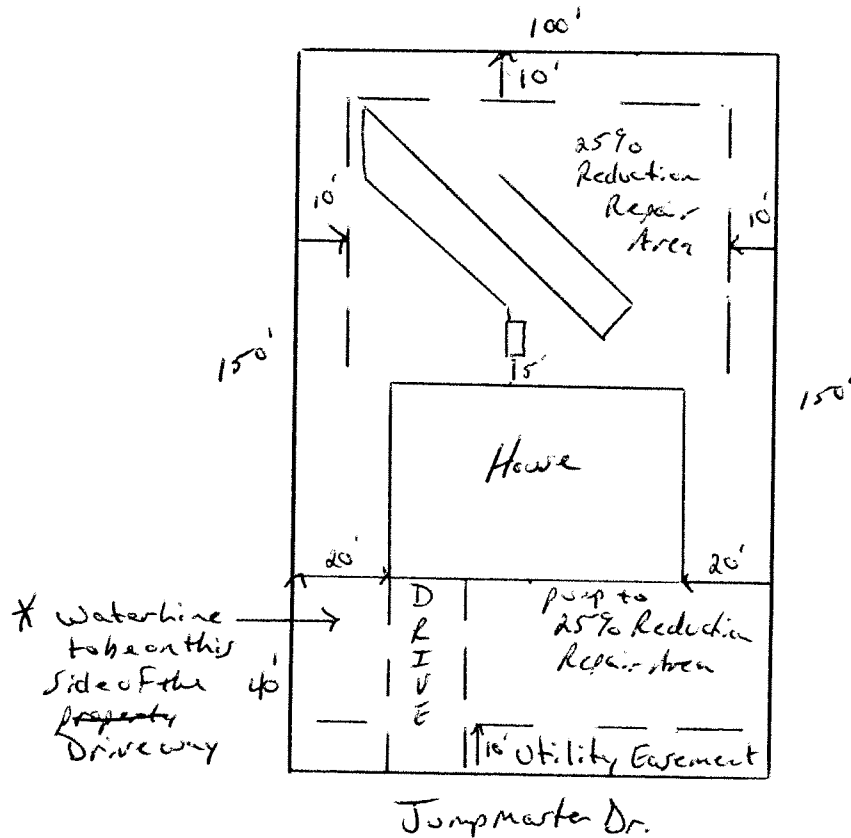 100'
10'
25%
Reduction
Repair
Area
10'
10'
150'
150'
15'
House
20'
20'
DRIVE
* Waterline
to be on this
side of the
property
Driveway
40'
pump to
25% Reduction
Repair Area
10' Utility Easement
Jumpmaster Dr.